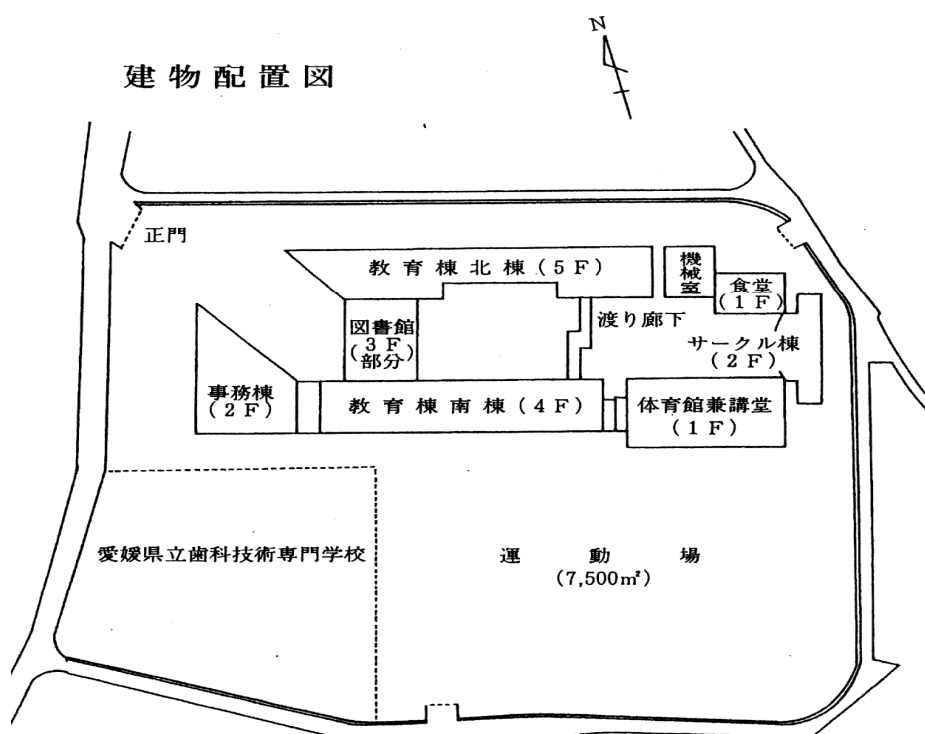 N
建物配置図
正門
教育棟北棟(5F)
機械室
食堂
(1F)
図書館
(3F)
部分
渡り廊下
サークル棟
(2F)
事務棟
(2F)
教育棟南棟(4F)
体育館兼講堂
(1F)
愛媛県立歯科技術専門学校
運動場
(7,500㎡)